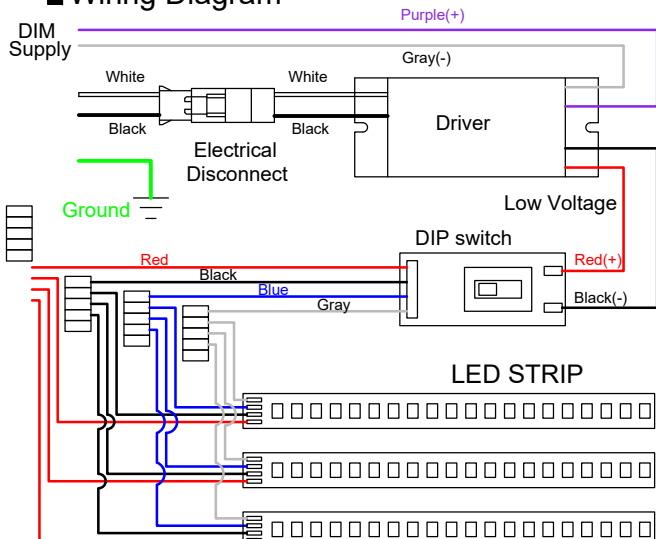 Wiring Diagram
Purple(+)
DIM
Supply
Gray(-)
White
White
Black
Black
Driver
Electrical
Disconnect
Ground
Low Voltage
DIP switch
Red
Red(+)
Black
Blue
Gray
Black(-)
LED STRIP